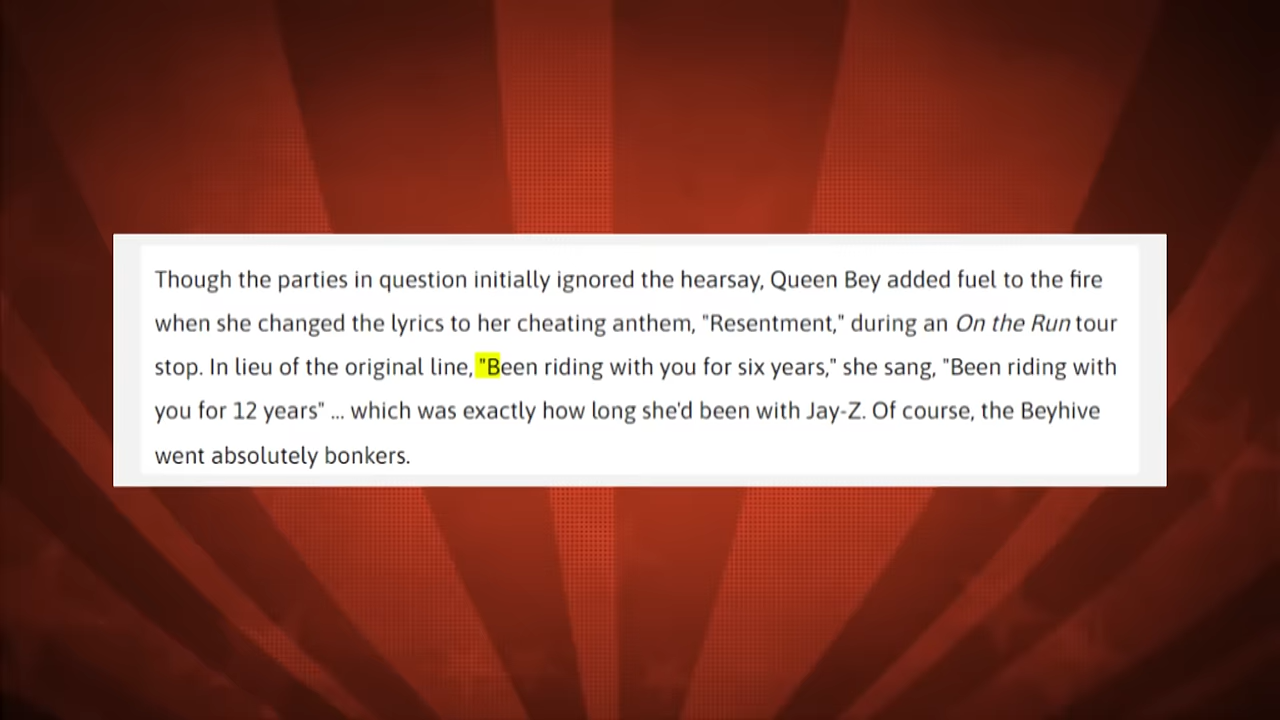 Though the parties in question initially ignored the hearsay, Queen Bey added fuel to the fire
when she changed the lyrics to her cheating anthem, "Resentment," during an On the Run tour
stop. In lieu of the original line, "Been riding with you for six years," she sang, "Been riding with
you for 12 years" ... which was exactly how long she'd been with Jay-Z. Of course, the Beyhive
went absolutely bonkers.